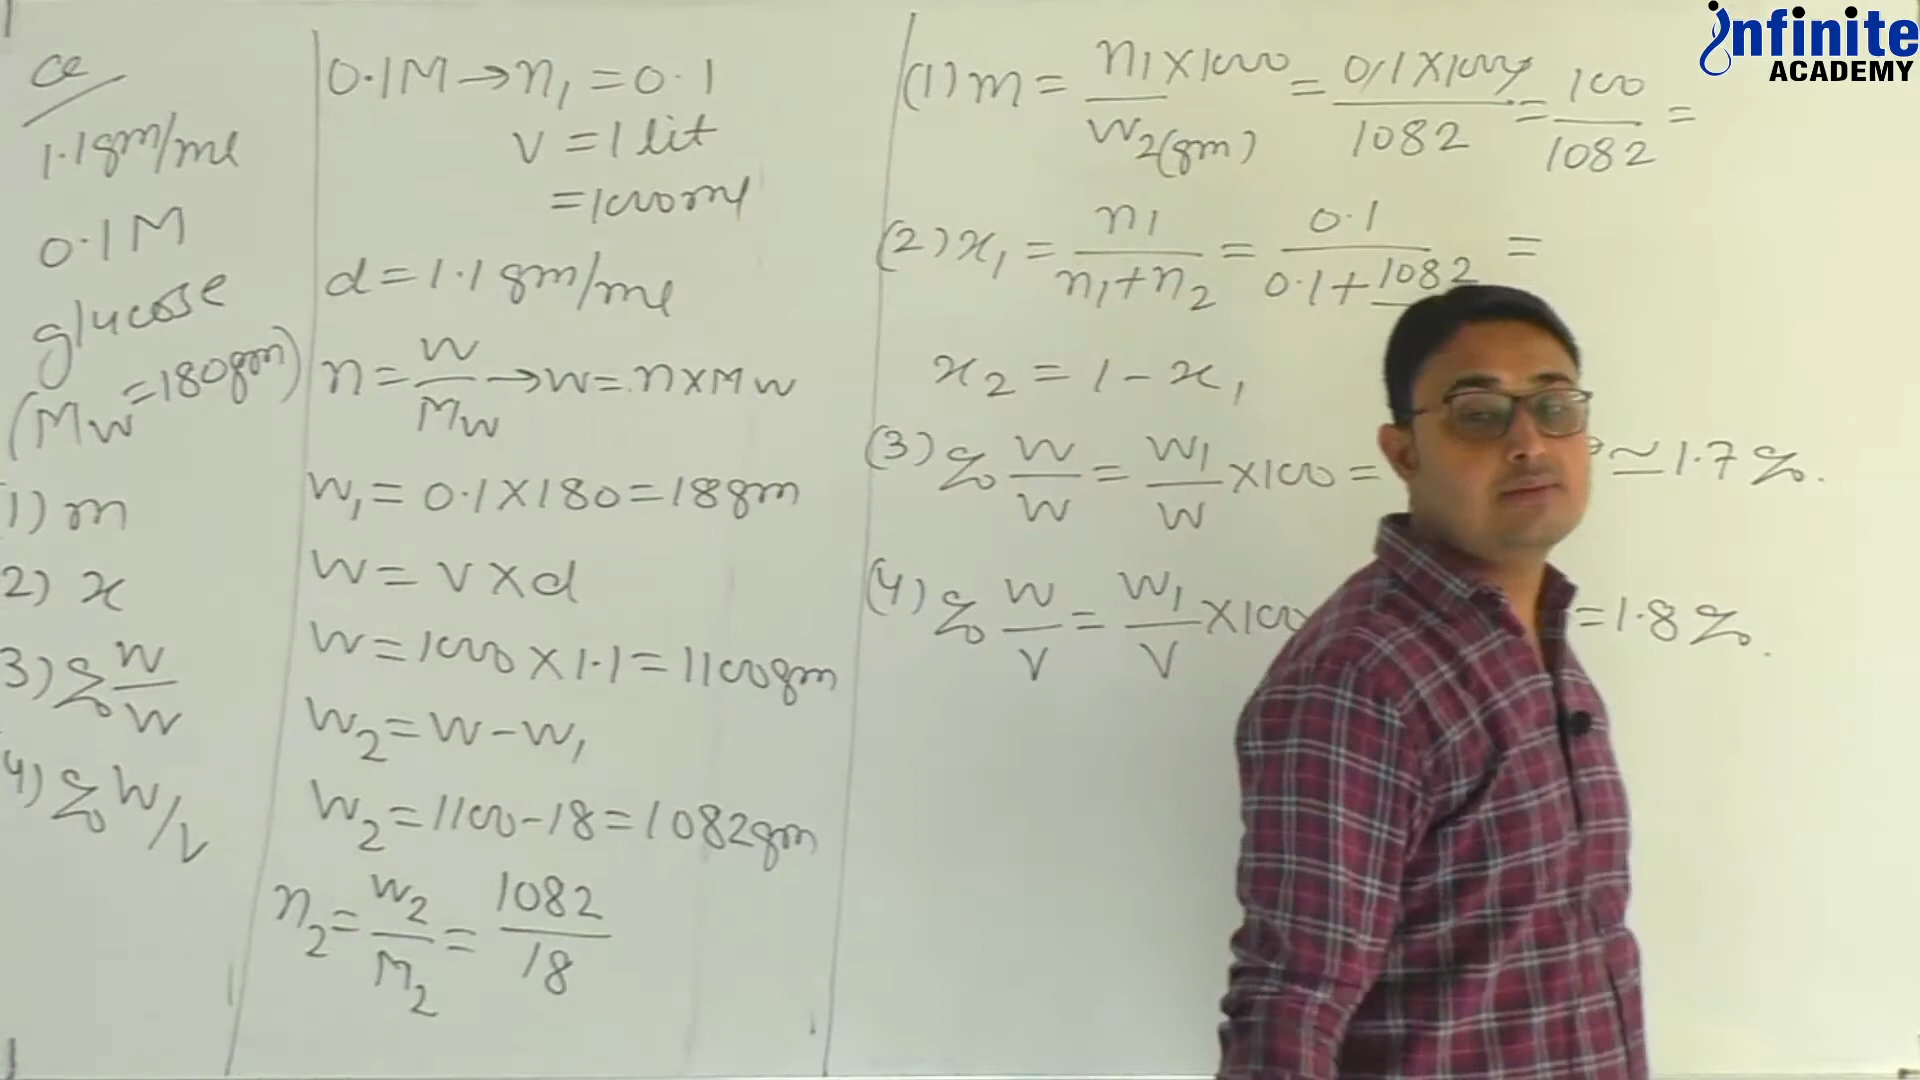 infinite
ACADEMY
Q
1.1gm/ml
0.1M
glucose
(Mw=180gm)
1) m
2) x
3) % w/w
4) % w/v
0.1M → n₁ = 0.1
v = 1 lit
= 1000ml
d = 1.1 gm/ml
n = w/Mw → w = n×Mw
w₁ = 0.1×180 = 18gm
w = v×d
w = 1000×1.1 = 1100gm
w₂ = w-w₁
w₂ = 1100-18 = 1082gm
n₂ = w₂/M₂ = 1082/18
(1) m = n1×1000/w₂(gm) = 0.1×1000/1082 = 100/1082 =
(2) x₁ = n1/n₁+n₂ = 0.1/0.1+1082 =
x₂ = 1-x₁
(3) % w/w = w₁/w ×100 = ≃1.7%.
(4) % w/v = w₁/v ×100 =1.8%.